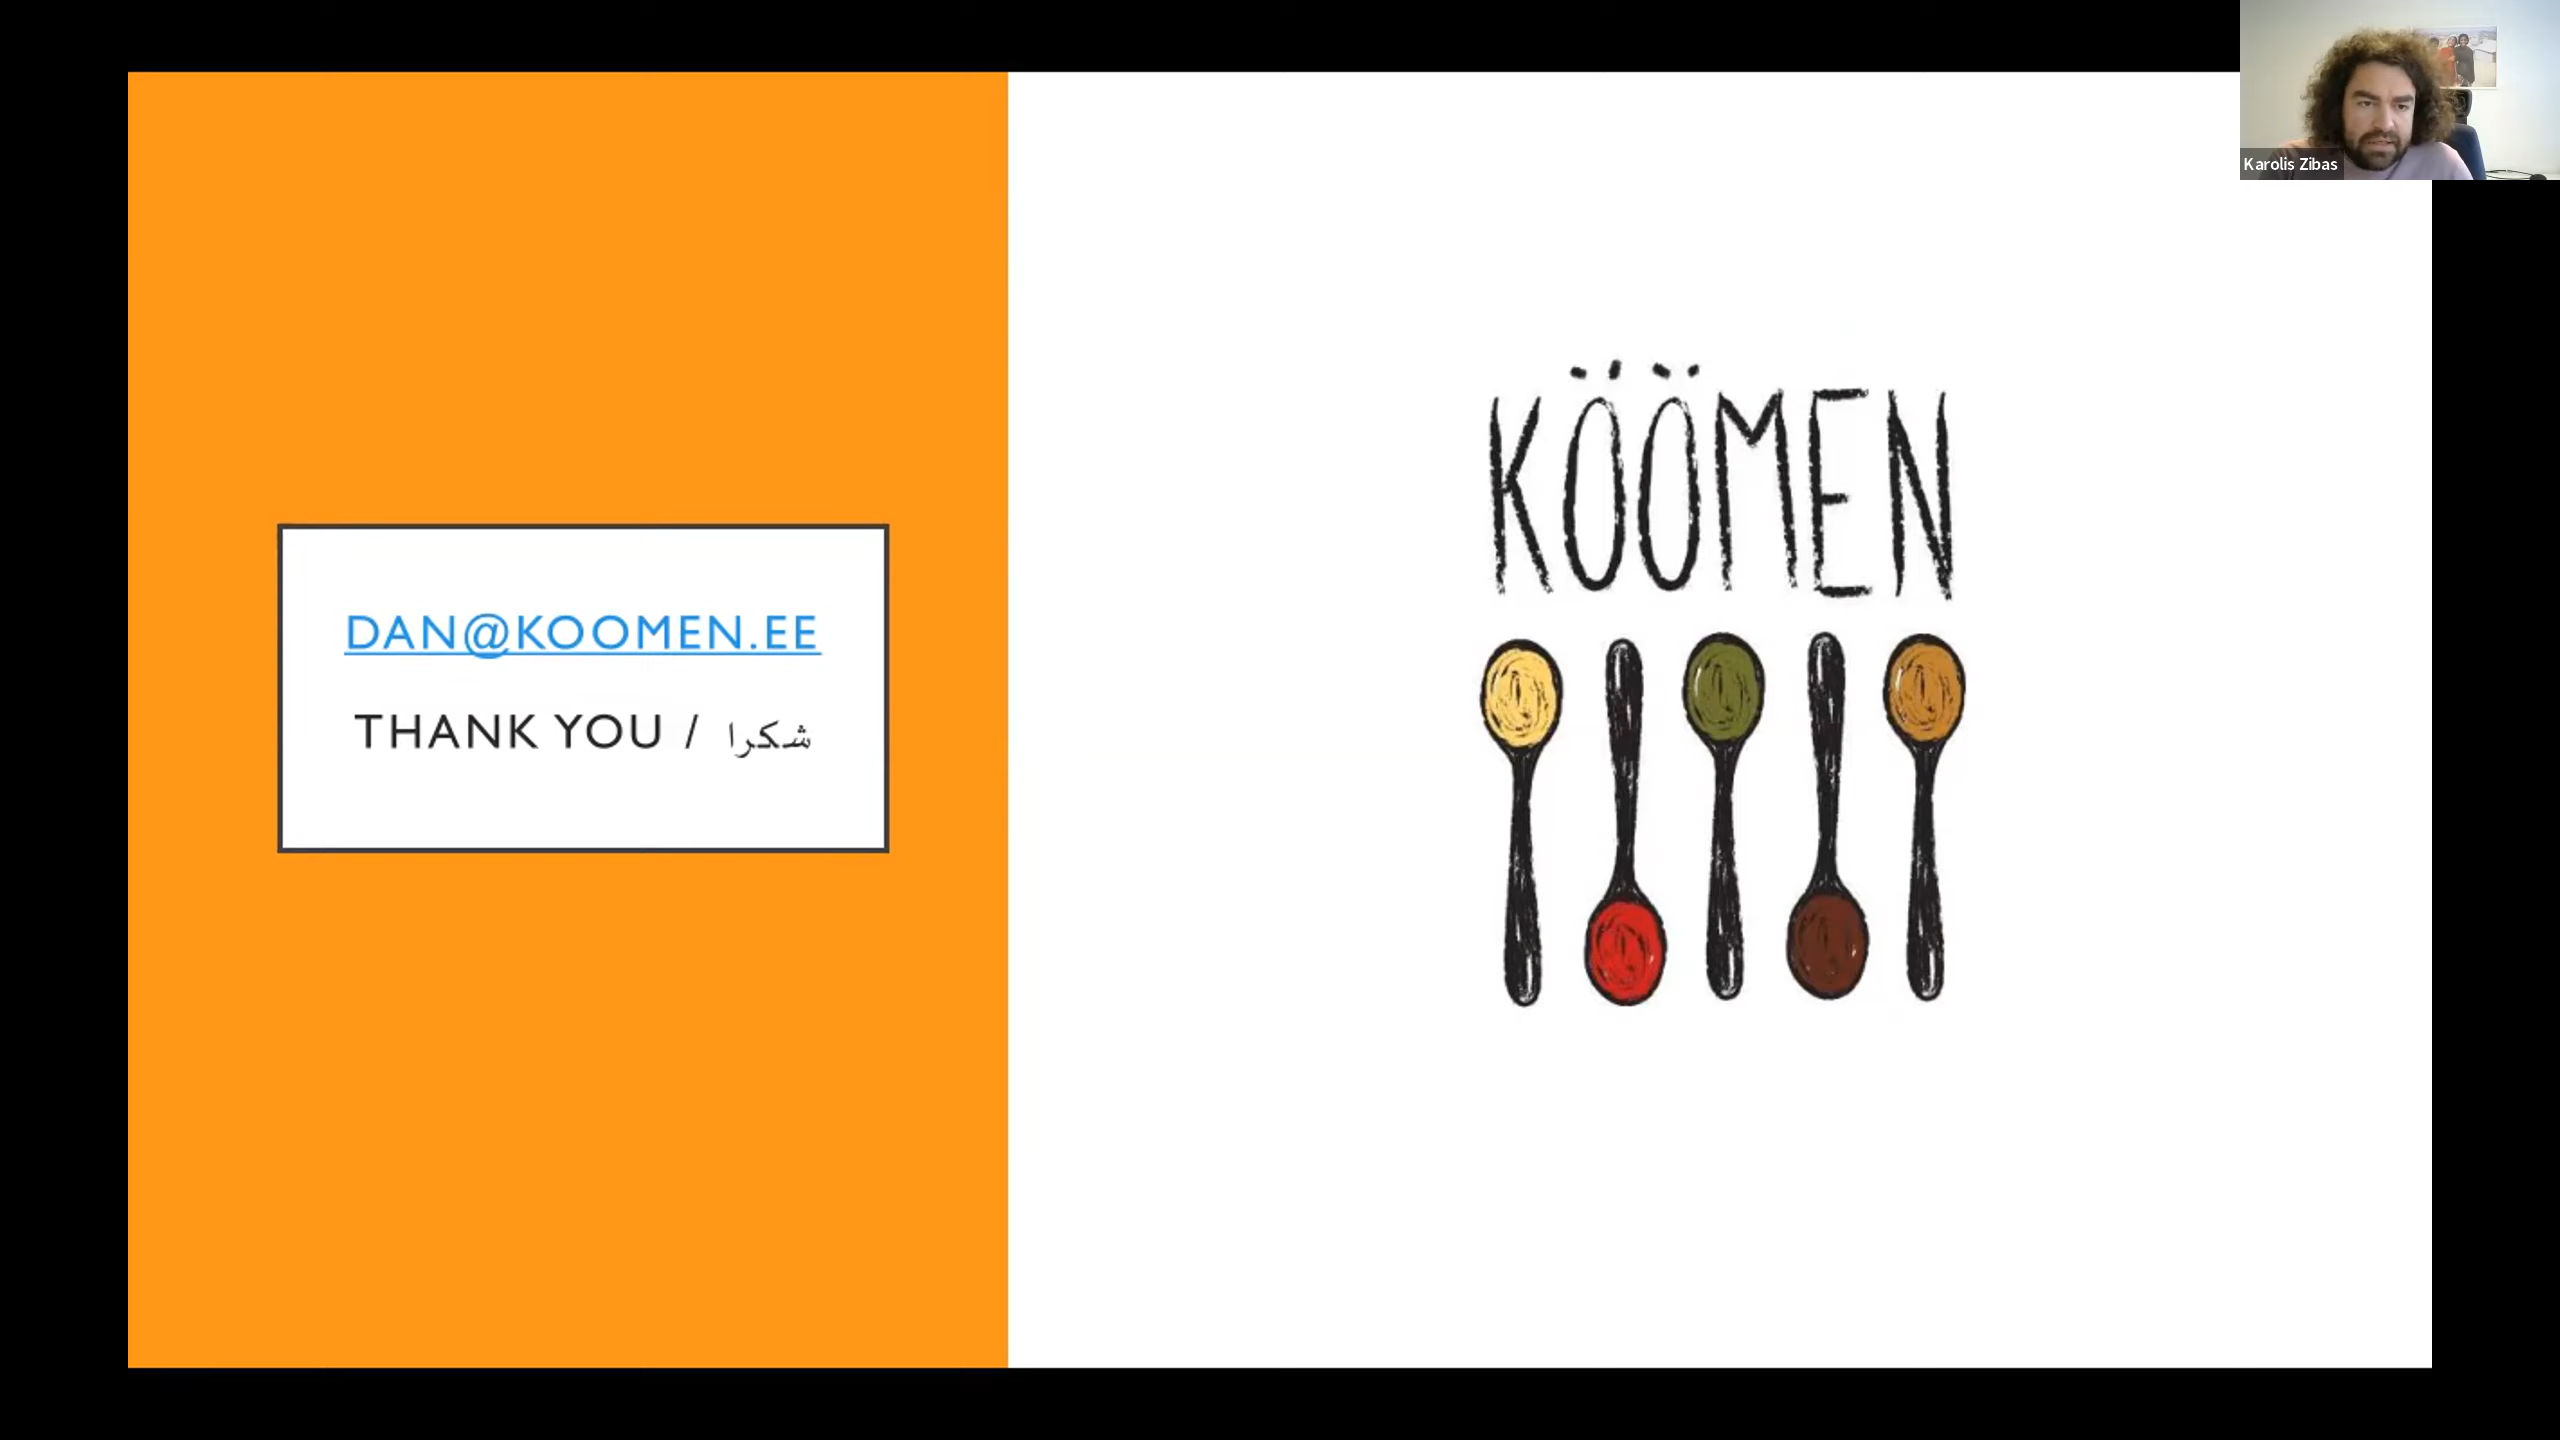 DAN@KOOMEN.EE
THANK YOU / شكرا
KÖÖMEN
Karolis Zibas